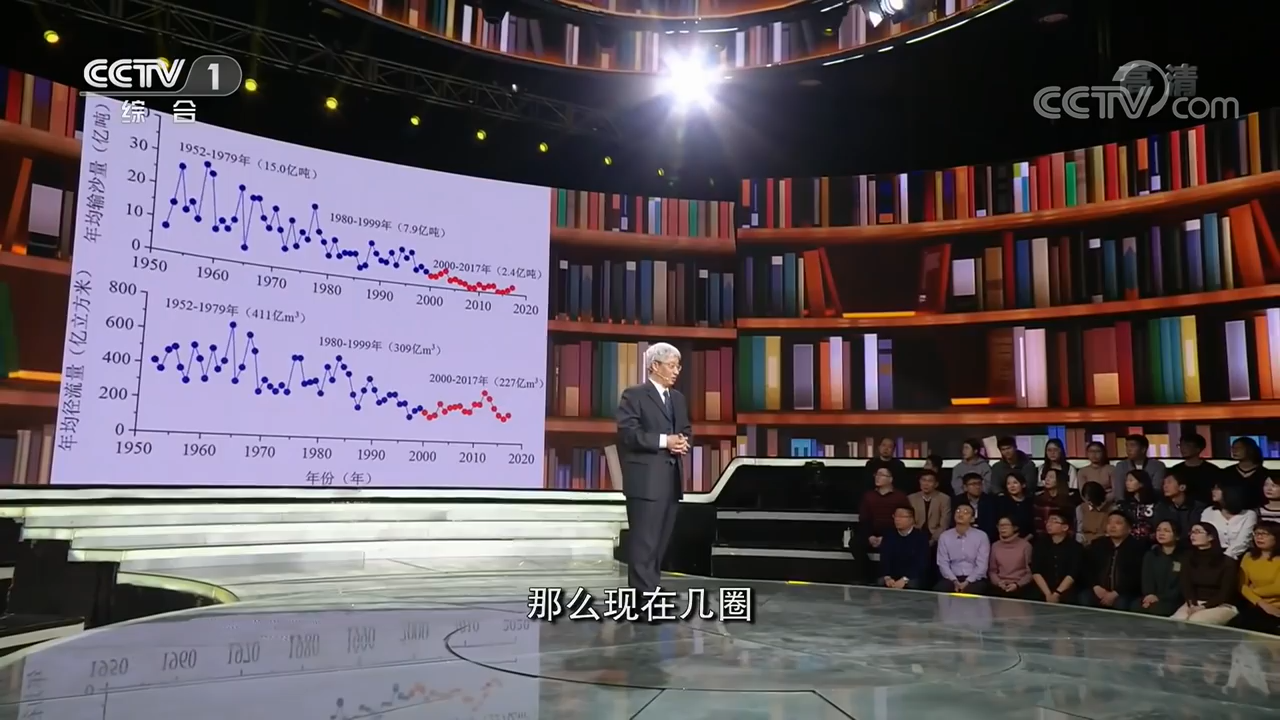 CCTV 1
综合
高清
CCTV.com
年均输沙量（亿吨）
30
20
10
0
1952-1979年（15.0亿吨）
1980-1999年（7.9亿吨）
2000-2017年（2.4亿吨）
1950 1960 1970 1980 1990 2000 2010 2020
年均径流量（亿立方米）
800
600
400
200
0
1952-1979年（411亿m³）
1980-1999年（309亿m³）
2000-2017年（227亿m³）
1950 1960 1970 1980 1990 2000 2010 2020
年份（年）
那么现在几圈